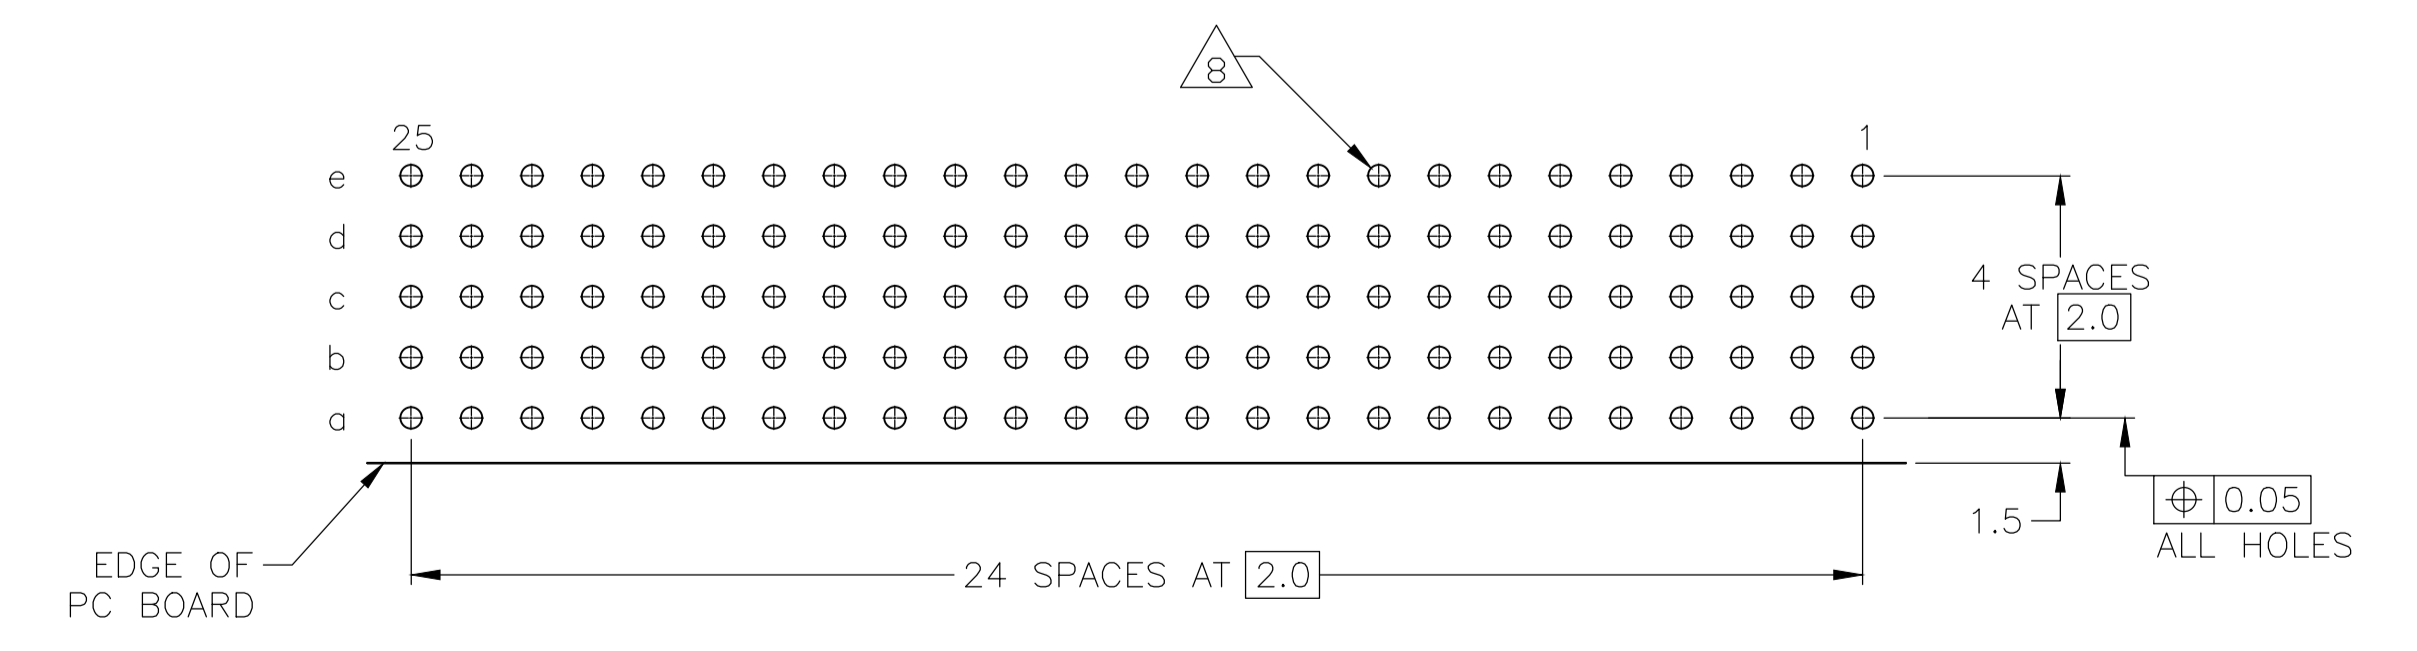 8
25
1
e
d
c
b
a
4 SPACES
AT 2.0
1.5
0.05
ALL HOLES
EDGE OF
PC BOARD
24 SPACES AT 2.0